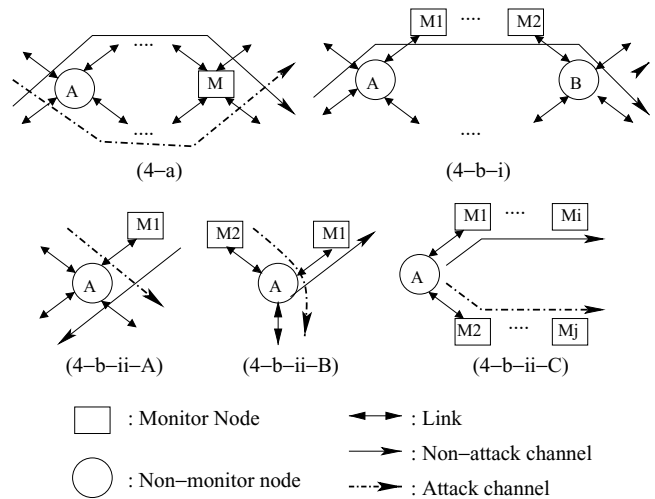 M1 .... M2
....
A M A B
.... ....
(4−a) (4−b−i)
M1 M2 M1 M1 .... Mi
A A A
M2 .... Mj
(4−b−ii−A) (4−b−ii−B) (4−b−ii−C)
: Monitor Node : Link
: Non−attack channel
: Non−monitor node : Attack channel